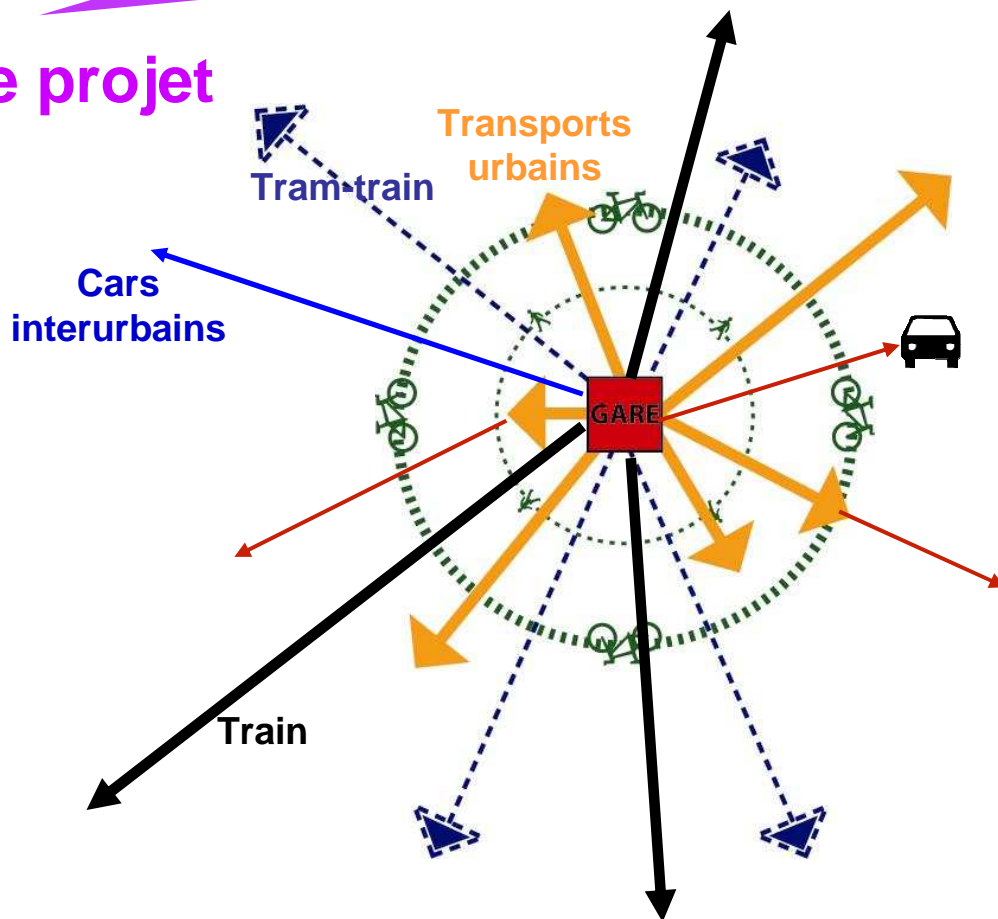 e projet
Transports
urbains
Tram-train
Cars
interurbains
GARE
Train